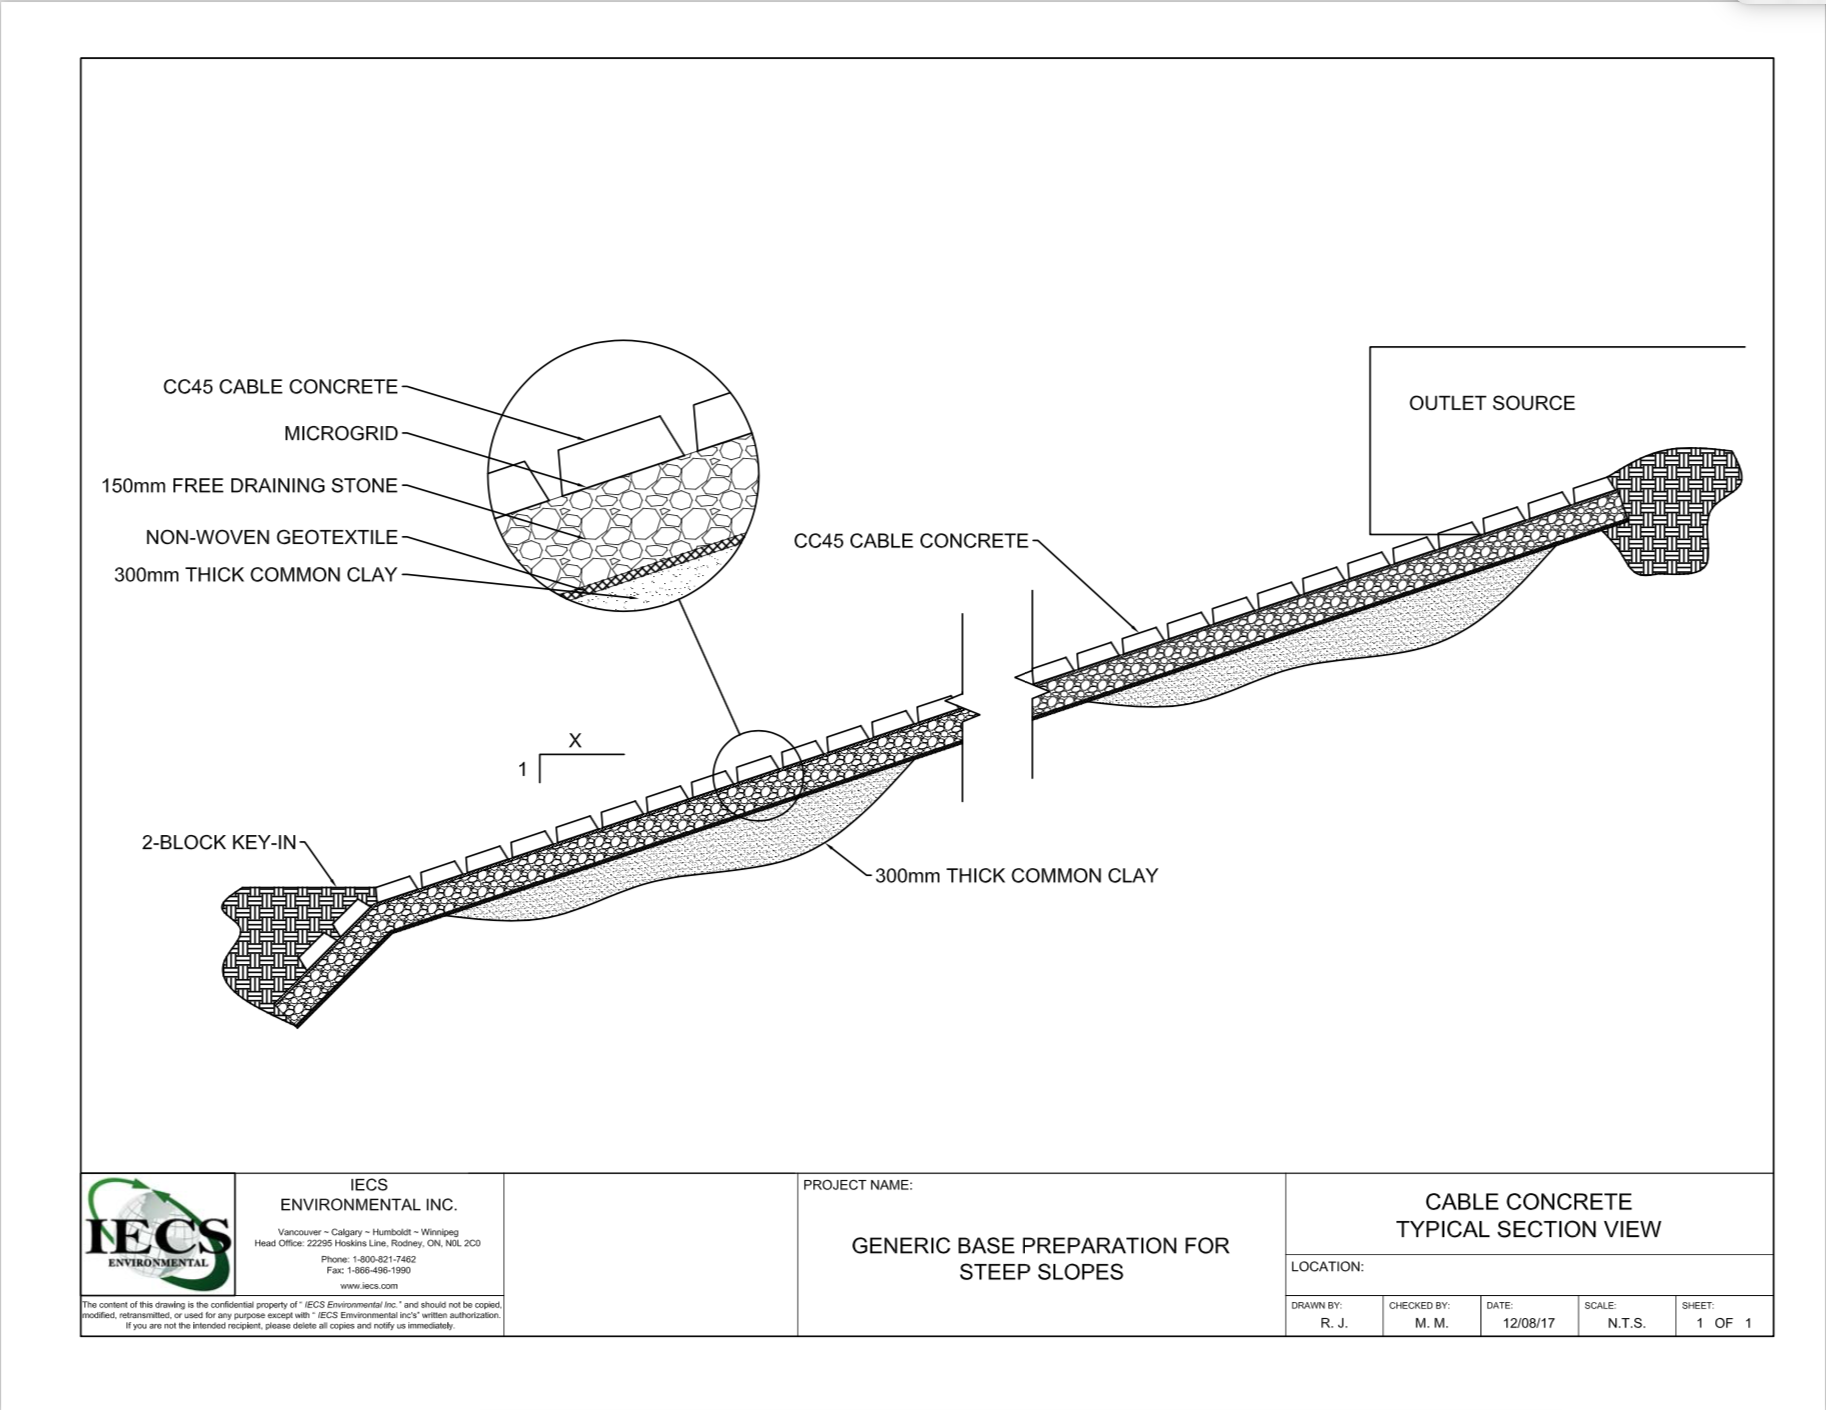 CC45 CABLE CONCRETE
MICROGRID
150mm FREE DRAINING STONE
NON-WOVEN GEOTEXTILE
300mm THICK COMMON CLAY
OUTLET SOURCE
CC45 CABLE CONCRETE
X
1
2-BLOCK KEY-IN
300mm THICK COMMON CLAY
IECS
ENVIRONMENTAL
IECS
ENVIRONMENTAL INC.
Vancouver ~ Calgary ~ Humboldt ~ Winnipeg
Head Office: 22295 Hoskins Line, Rodney, ON, N0L 2C0
Phone: 1-800-821-7462
Fax: 1-866-496-1990
www.iecs.com
The content of this drawing is the confidential property of " IECS Environmental Inc." and should not be copied,
modified, retransmitted, or used for any purpose except with " IECS Emvironmental inc's" written authorization.
If you are not the intended recipient, please delete all copies and notify us immediately.
PROJECT NAME:
GENERIC BASE PREPARATION FOR
STEEP SLOPES
CABLE CONCRETE
TYPICAL SECTION VIEW
LOCATION:
DRAWN BY:
R. J.
CHECKED BY:
M. M.
DATE:
12/08/17
SCALE:
N.T.S.
SHEET:
1 OF 1